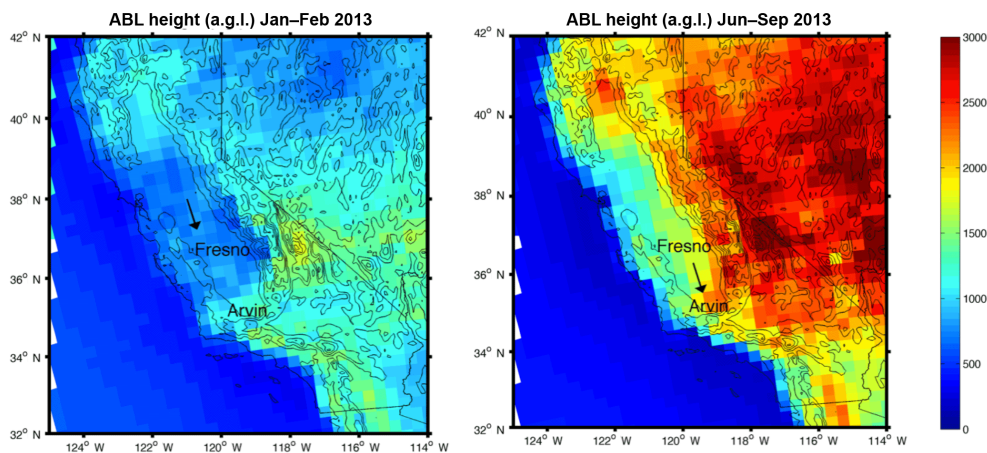 ABL height (a.g.l.) Jan–Feb 2013
42° N
40° N
38° N
36° N
34° N
32° N
124° W
122° W
120° W
118° W
116° W
114° W
Fresno
Arvin
ABL height (a.g.l.) Jun–Sep 2013
42° N
40° N
38° N
36° N
34° N
32° N
124° W
122° W
120° W
118° W
116° W
114° W
Fresno
Arvin
3000
2500
2000
1500
1000
500
0